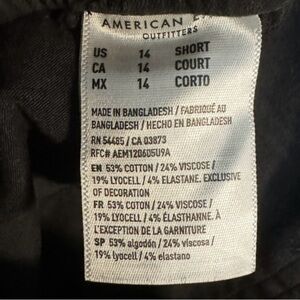 AMERICAN
OUTFITTERS
US 14 SHORT
CA 14 COURT
MX 14 CORTO
MADE IN BANGLADESH / FABRIQUÉ AU
BANGLADESH / HECHO EN BANGLADESH
RN 54485 / CA 03873
RFC# AEM120605U9A
EN 53% COTTON / 24% VISCOSE /
19% LYOCELL / 4% ELASTANE. EXCLUSIVE
OF DECORATION
FR 53% COTON / 24% VISCOSE /
19% LYOCELL / 4% ÉLASTHANNE. À
L'EXCEPTION DE LA GARNITURE
SP 53% algodón / 24% viscosa /
19% lyocell / 4% elastano